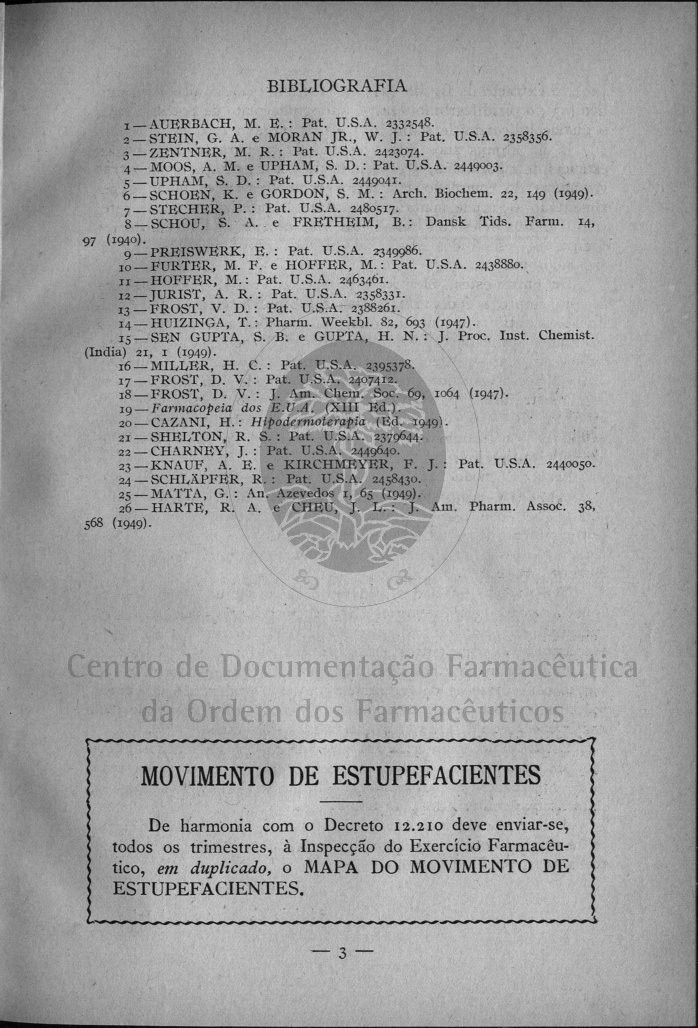 BIBLIOGRAFIA
1 — AUERBACH, M. E. : Pat. U.S.A. 2332548.
2 — STEIN, G. A. e MORAN JR., W. J. : Pat. U.S.A. 2358356.
3 — ZENTNER, M. R. : Pat. U.S.A. 2423074.
4 — MOOS, A. M. e UPHAM, S. D. : Pat. U.S.A. 2449003.
5 — UPHAM, S. D. : Pat. U.S.A. 2449041.
6 — SCHOEN, K. e GORDON, S. M. : Arch. Biochem. 22, 149 (1949).
7 — STECHER, P. : Pat. U.S.A. 2480517.
8 — SCHOU, S. A. e FRETHEIM, B. : Dansk Tids. Farm. 14,
97 (1940).
9 — PREISWERK, E. : Pat. U.S.A. 2349986.
10 — FURTER, M. F. e HOFFER, M. : Pat. U.S.A. 2438880.
11 — HOFFER, M. : Pat. U.S.A. 2463461.
12 — JURIST, A. R. : Pat. U.S.A. 2358331.
13 — FROST, V. D. : Pat. U.S.A. 2388261.
14 — HUIZINGA, T. : Pharm. Weekbl. 82, 693 (1947).
15 — SEN GUPTA, S. B. e GUPTA, H. N. : J. Proc. Inst. Chemist.
(India) 21, 1 (1949).
16 — MILLER, H. C. : Pat. U.S.A. 2395378.
17 — FROST, D. V. : Pat. U.S.A. 2407412.
18 — FROST, D. V. : J. Am. Chem. Soc. 69, 1064 (1947).
19 — Farmacopeia dos E.U.A. (XIII Ed.).
20 — CAZANI, H. : Hipodermoterapia (Ed. 1949).
21 — SHELTON, R. S. : Pat. U.S.A. 2379644.
22 — CHARNEY, J. : Pat. U.S.A. 2449640.
23 — KNAUF, A. E. e KIRCHMEYER, F. J. : Pat. U.S.A. 2440050.
24 — SCHLÄPFER, R. : Pat. U.S.A. 2458430.
25 — MATTA, G. : An. Azevedos 1, 65 (1949).
26 — HARTE, R. A. e CHEU, J. L. : J. Am. Pharm. Assoc. 38,
568 (1949).
Centro de Documentação Farmacêutica
da Ordem dos Farmacêuticos
MOVIMENTO DE ESTUPEFACIENTES
De harmonia com o Decreto 12.210 deve enviar-se,
todos os trimestres, à Inspecção do Exercício Farmacêu-
tico, em duplicado, o MAPA DO MOVIMENTO DE
ESTUPEFACIENTES.
— 3 —